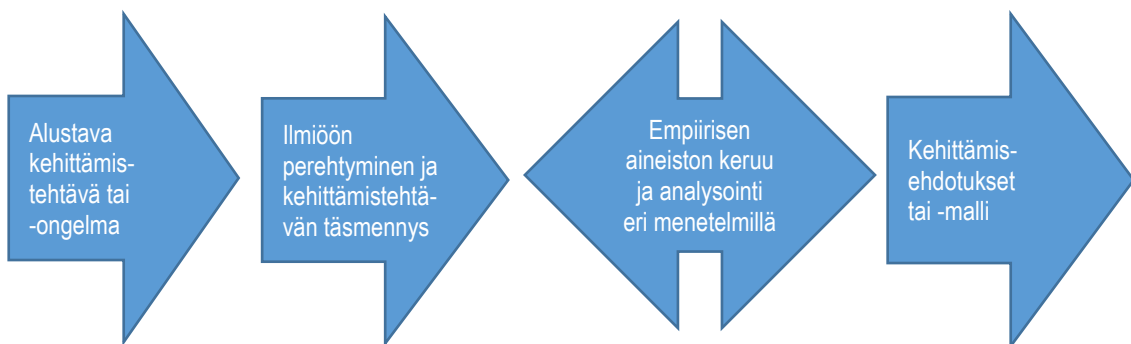 Alustava
kehittämis-
tehtävä tai
-ongelma
Ilmiöön
perehtyminen ja
kehittämistehtä-
vän täsmennys
Empiirisen
aineiston keruu
ja analysointi
eri menetelmillä
Kehittämis-
ehdotukset
tai -malli